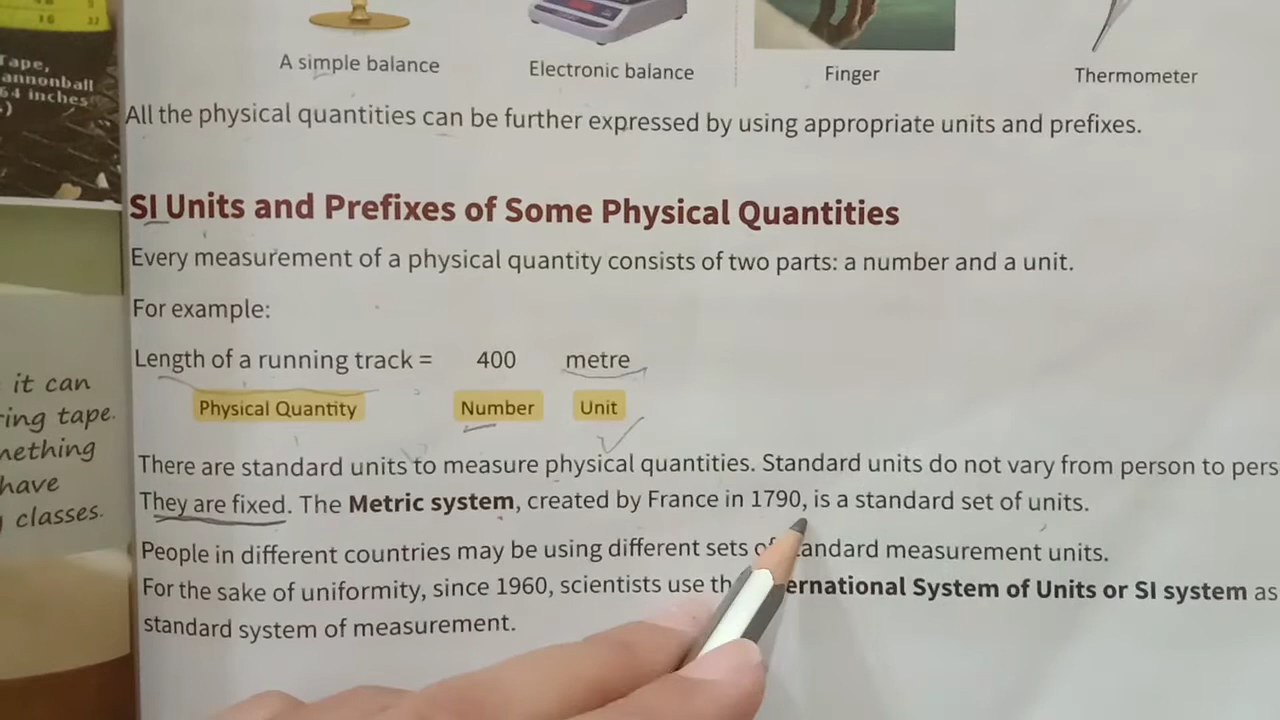 Tape,
annonball
64 inches
A simple balance
Electronic balance
Finger
Thermometer
All the physical quantities can be further expressed by using appropriate units and prefixes.
SI Units and Prefixes of Some Physical Quantities
Every measurement of a physical quantity consists of two parts: a number and a unit.
For example:
Length of a running track = 400 metre
Physical Quantity Number Unit
it can
ring tape.
nething
have
classes.
There are standard units to measure physical quantities. Standard units do not vary from person to pers
They are fixed. The Metric system, created by France in 1790, is a standard set of units.
People in different countries may be using different sets of standard measurement units.
For the sake of uniformity, since 1960, scientists use th ernational System of Units or SI system as
standard system of measurement.